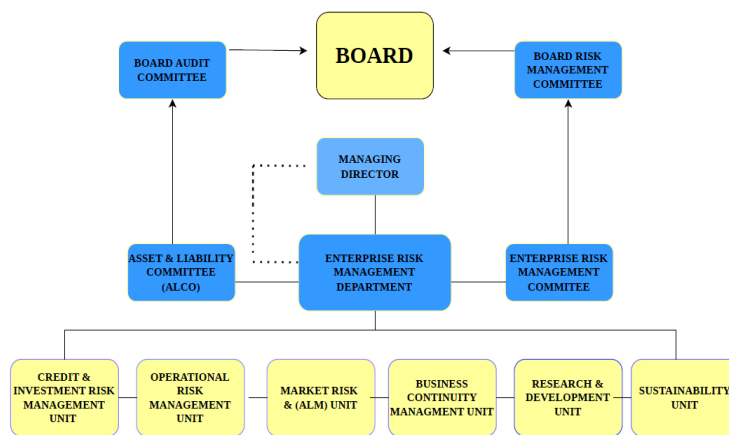 BOARD AUDIT
COMMITTEE
BOARD
BOARD RISK
MANAGEMENT
COMMITTEE
MANAGING
DIRECTOR
ASSET & LIABILITY
COMMITTEE
(ALCO)
ENTERPRISE RISK
MANAGEMENT
DEPARTMENT
ENTERPRISE RISK
MANAGEMENT
COMMITEE
CREDIT &
INVESTMENT RISK
MANAGEMENT
UNIT
OPERATIONAL
RISK
MANAGEMENT UNIT
MARKET RISK
& (ALM) UNIT
BUSINESS
CONTINUITY
MANAGMENT UNIT
RESEARCH &
DEVELOPMENT
UNIT
SUSTAINABILITY
UNIT